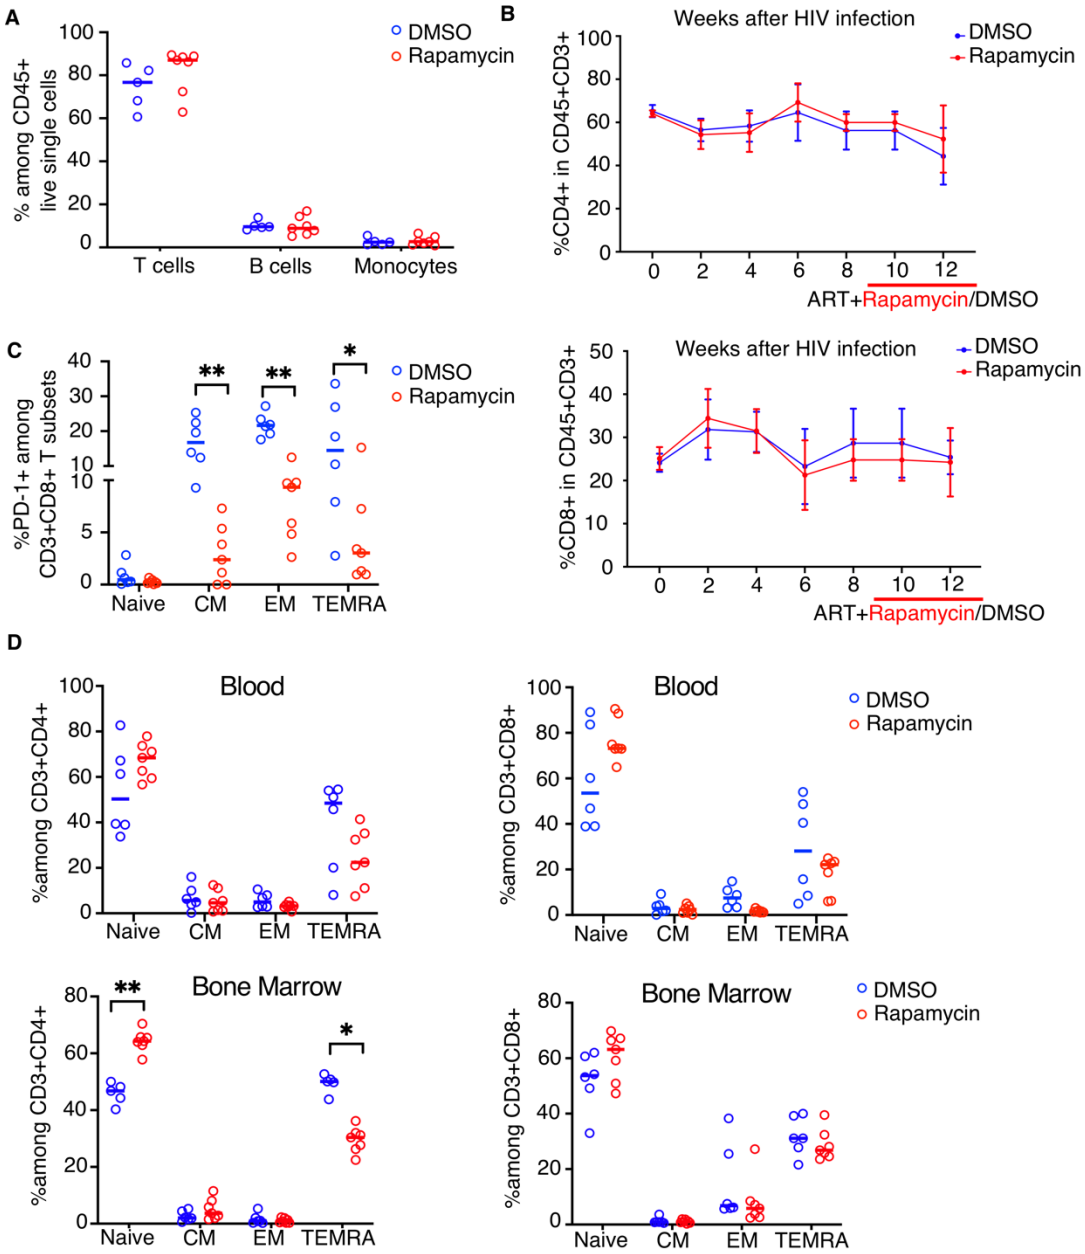 A
% among CD45+
live single cells
100
80
60
40
20
0
T cells
B cells
Monocytes
DMSO
Rapamycin
B
Weeks after HIV infection
DMSO
Rapamycin
%CD4+ in CD45+CD3+
100
80
60
40
20
0
0 2 4 6 8 10 12
ART+Rapamycin/DMSO
Weeks after HIV infection
DMSO
Rapamycin
%CD8+ in CD45+CD3+
50
40
30
20
10
0
0 2 4 6 8 10 12
ART+Rapamycin/DMSO
C
%PD-1+ among
CD3+CD8+ T subsets
40
30
20
10
10
5
0
** ** *
Naive CM EM TEMRA
DMSO
Rapamycin
D
Blood
%among CD3+CD4+
100
80
60
40
20
0
Naive CM EM TEMRA
Blood
%among CD3+CD8+
100
80
60
40
20
0
Naive CM EM TEMRA
DMSO
Rapamycin
Bone Marrow
%among CD3+CD4+
80
60
40
20
0
** *
Naive CM EM TEMRA
Bone Marrow
%among CD3+CD8+
80
60
40
20
0
Naive CM EM TEMRA
DMSO
Rapamycin